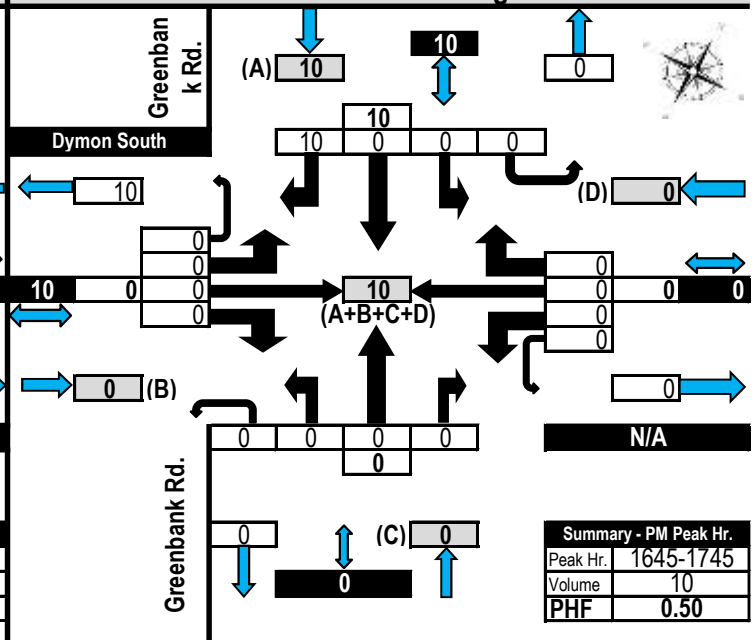 Greenban
k Rd.
(A) 10
10
0
Dymon South
10
10 0 0 0
10
(D) 0
0
0
10 0 0
0
10
(A+B+C+D)
0
0
0 0 0
0
0 (B)
0
0 0 0 0
0
N/A
Greenbank Rd.
0
(C) 0
0
Summary - PM Peak Hr.
Peak Hr. 1645-1745
Volume 10
PHF 0.50